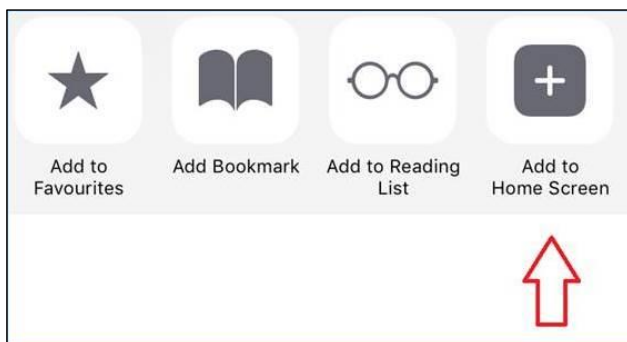 Add to
Favourites
Add Bookmark
Add to Reading
List
Add to
Home Screen